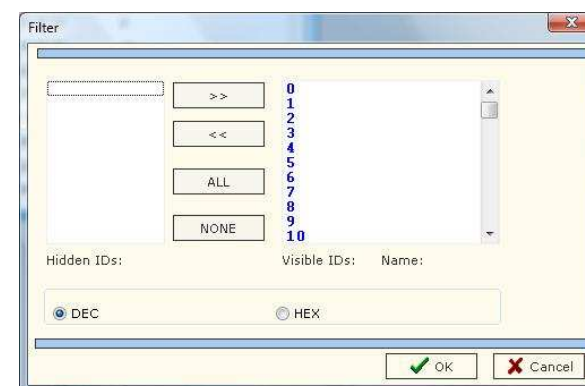 Filter
>>
<<
ALL
NONE
0
1
2
3
4
5
6
7
8
9
10
Hidden IDs:
Visible IDs:
Name:
DEC
HEX
OK
Cancel